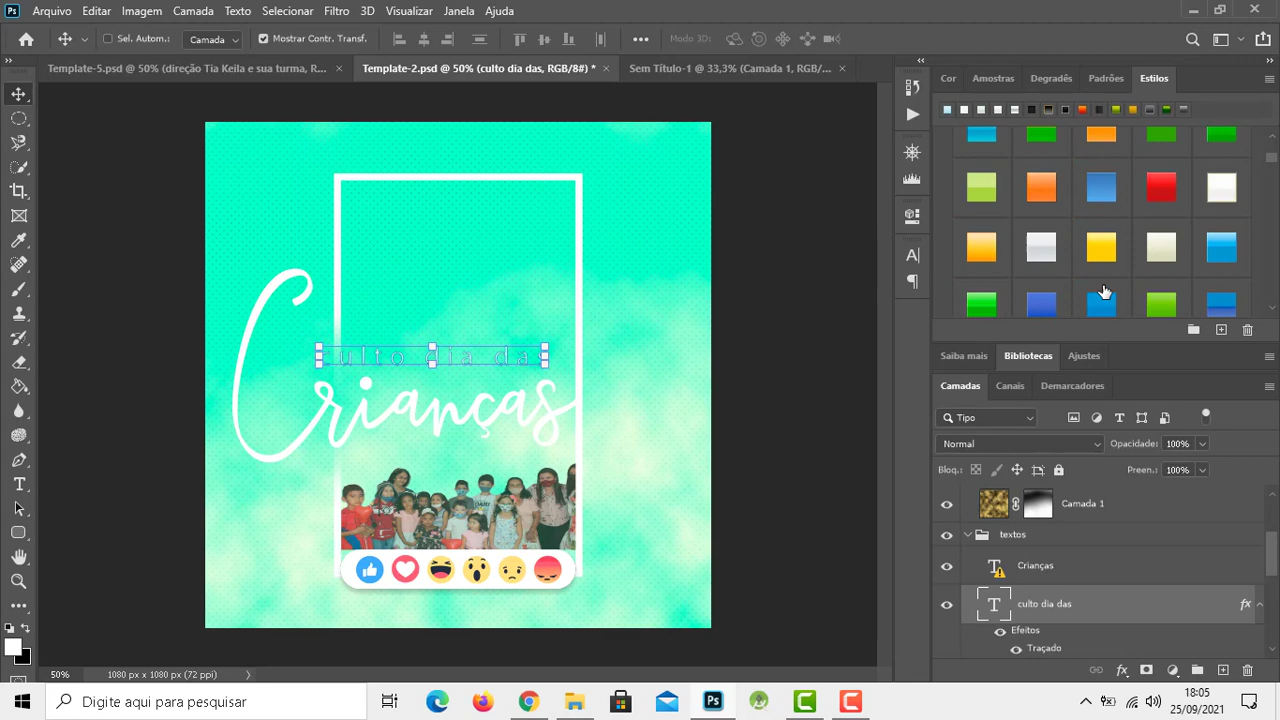 Ps Arquivo Editar Imagem Camada Texto Selecionar Filtro 3D Visualizar Janela Ajuda
Sel. Autom.: Camada Mostrar Contr. Transf. ••• Modo 3D:
Template-5.psd @ 50% (direção Tia Keila e sua turma, R... × Template-2.psd @ 50% (culto dia das, RGB/8#) * × Sem Título-1 @ 33,3% (Camada 1, RGB/... ×
Cor Amostras Degradês Padrões Estilos
culto dia das
Crianças
Saiba mais Bibliotecas Ajustes
Camadas Canais Demarcadores
Tipo
Normal Opacidade: 100%
Bloq.: Preen.: 100%
Camada 1
textos
Crianças
culto dia das fx
Efeitos
Traçado
50% 1080 px x 1080 px (72 ppi)
Digite aqui para pesquisar
18:05
25/09/2021